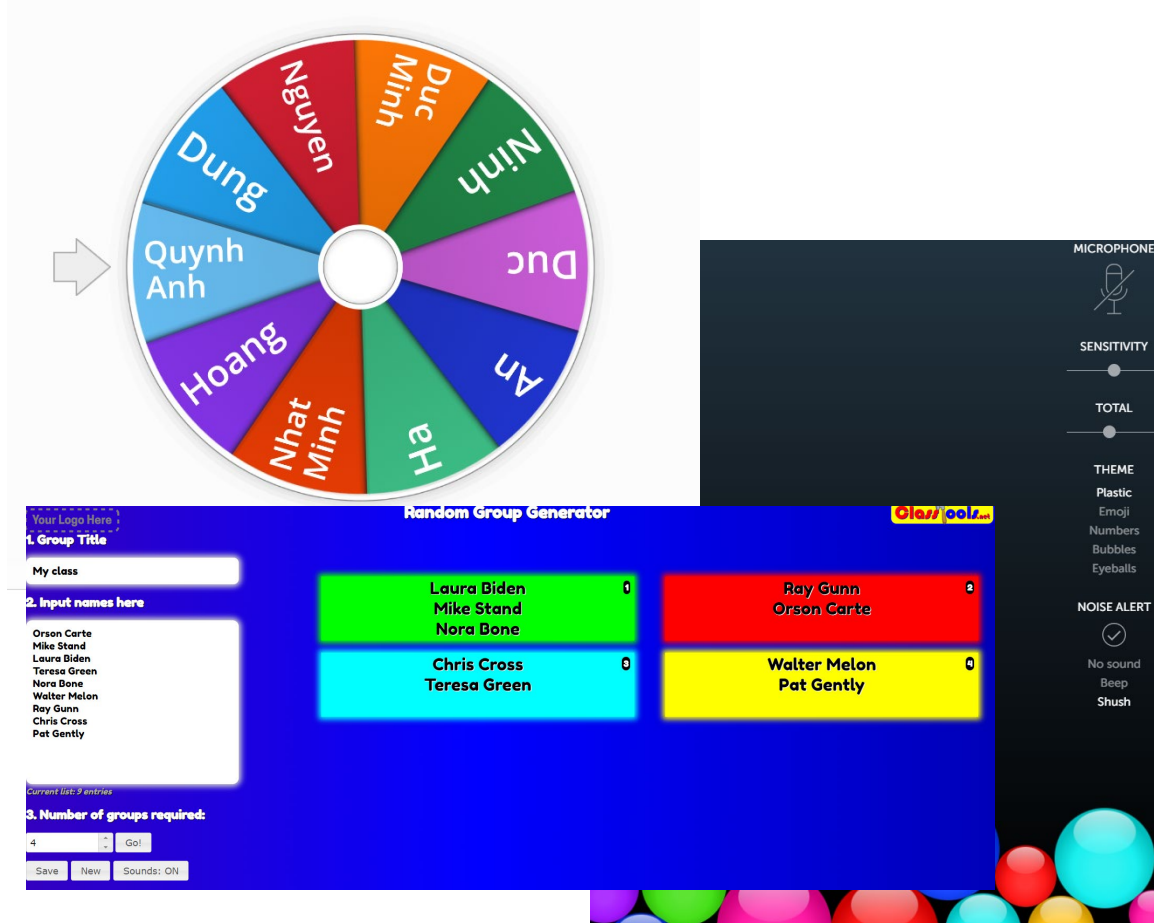 Nguyen
Duc
Minh
Dung
Ninh
Quynh
Anh
Duc
Hoang
An
Nhat
Minh
Ha
MICROPHONE
SENSITIVITY
TOTAL
THEME
Plastic
Emoji
Numbers
Bubbles
Eyeballs
NOISE ALERT
No sound
Beep
Shush
Your Logo Here
Random Group Generator
ClassTools.net
1. Group Title
My class
2. Input names here
Orson Carte
Mike Stand
Laura Biden
Teresa Green
Nora Bone
Walter Melon
Ray Gunn
Chris Cross
Pat Gently
Current list: 9 entries
3. Number of groups required:
4
Go!
Save
New
Sounds: ON
Laura Biden
1
Mike Stand
Nora Bone
Ray Gunn
2
Orson Carte
Chris Cross
3
Teresa Green
Walter Melon
4
Pat Gently